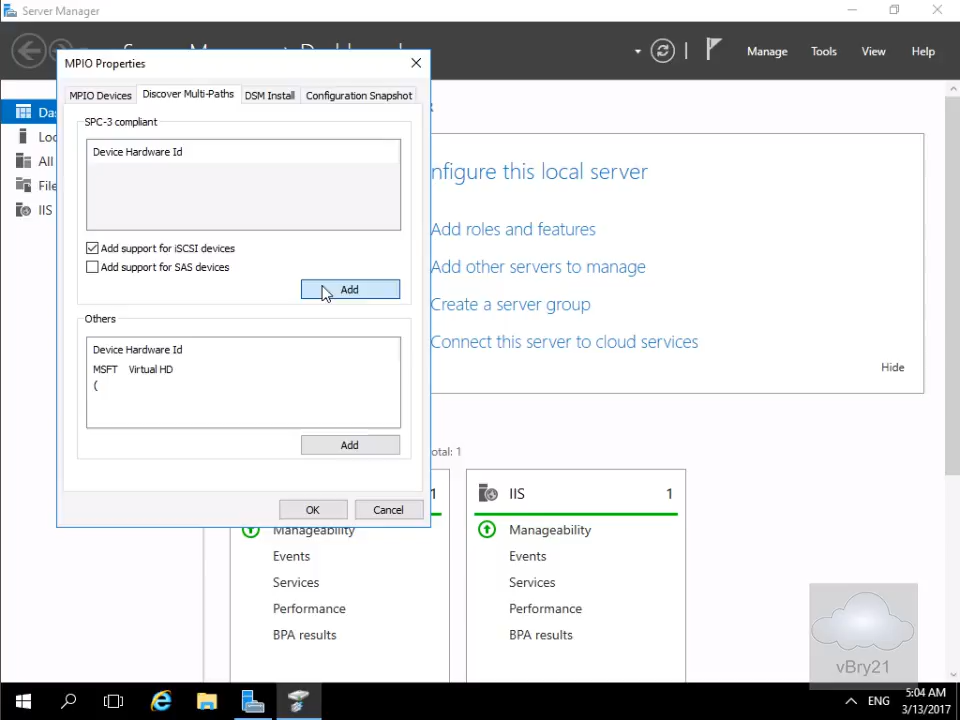 Server Manager
Manage
Tools
View
Help
MPIO Properties
MPIO Devices
Discover Multi-Paths
DSM Install
Configuration Snapshot
SPC-3 compliant
Device Hardware Id
Add support for iSCSI devices
Add support for SAS devices
Add
Others
Device Hardware Id
MSFT Virtual HD
(
Add
OK
Cancel
All
IIS
nfigure this local server
Add roles and features
Add other servers to manage
Create a server group
Connect this server to cloud services
Hide
otal: 1
1
Manageability
Events
Services
Performance
BPA results
IIS
1
Manageability
Events
Services
Performance
BPA results
vBry21
ENG
5:04 AM
3/13/2017